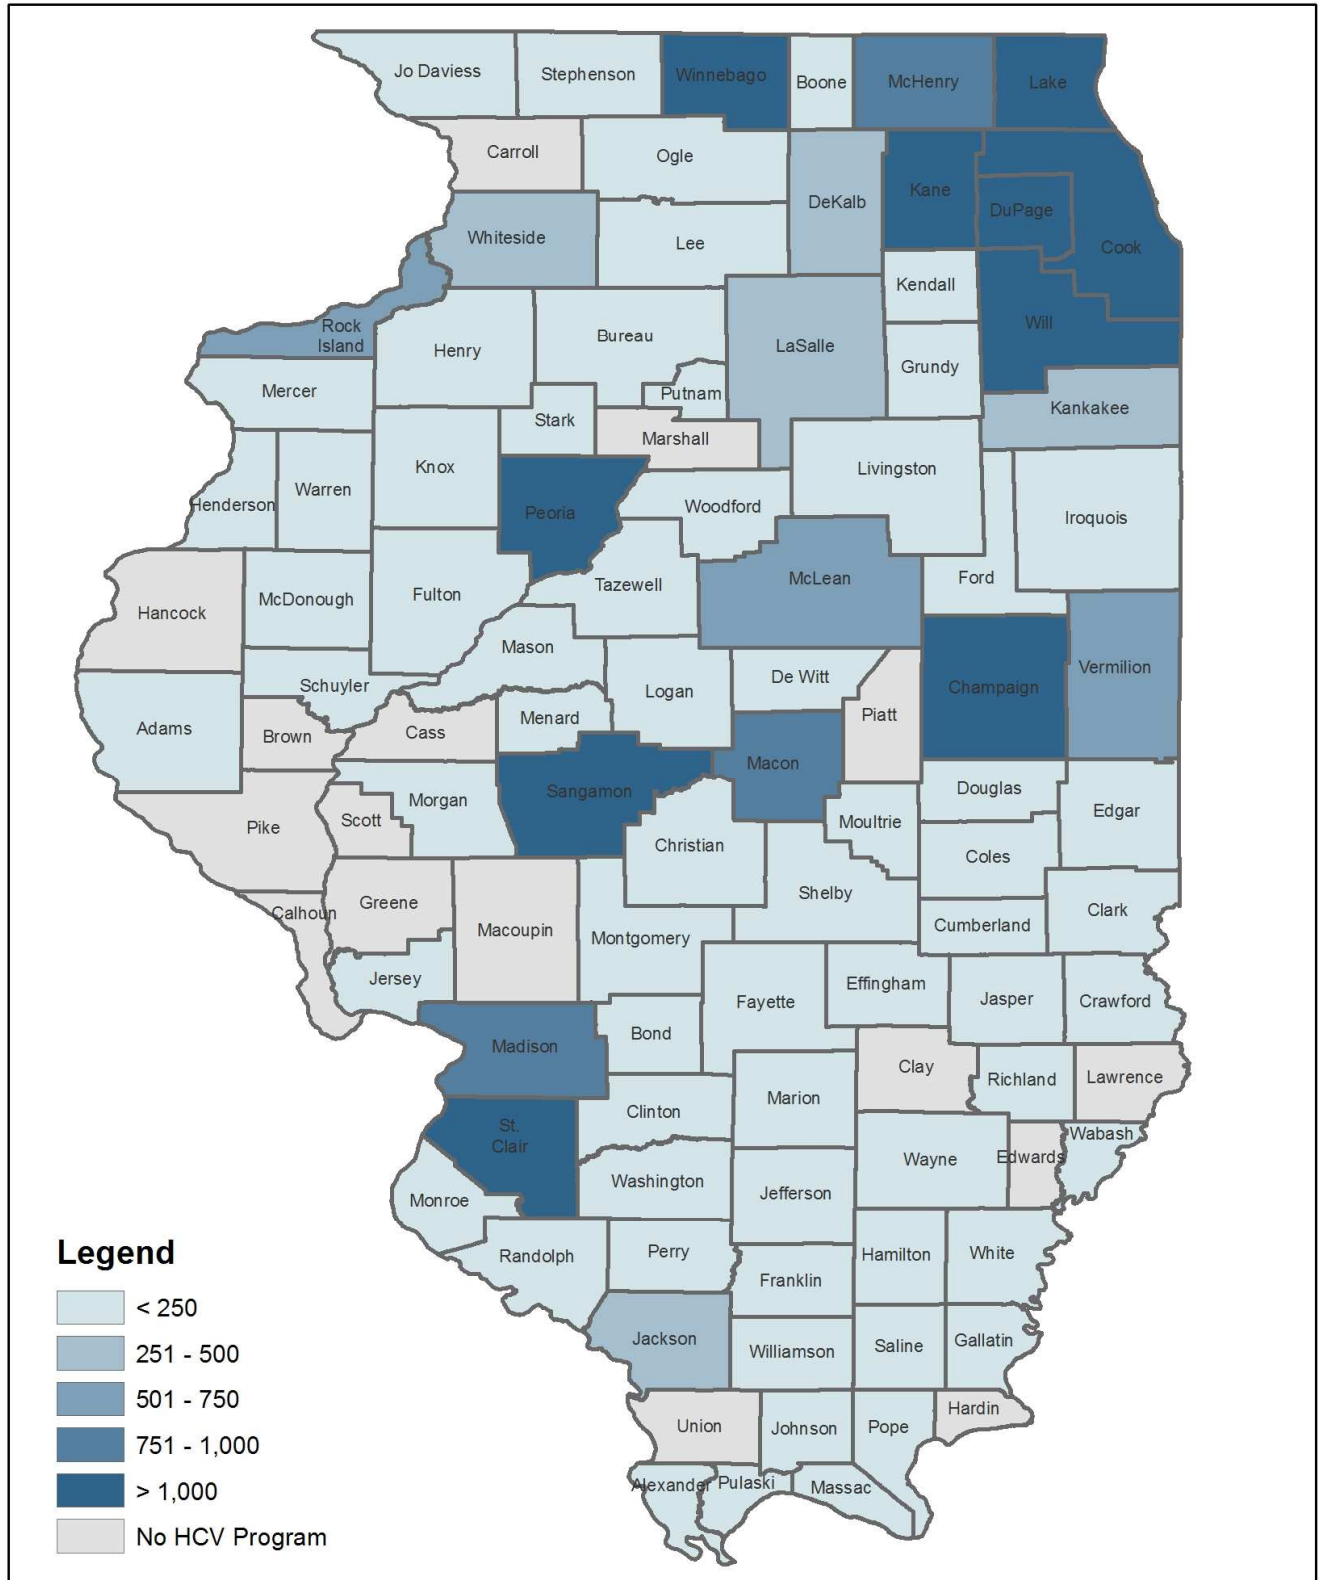 Jo Daviess
Stephenson
Winnebago
Boone
McHenry
Lake
Carroll
Ogle
DeKalb
Kane
DuPage
Cook
Whiteside
Lee
Kendall
Will
Rock
Island
Henry
Bureau
LaSalle
Grundy
Mercer
Putnam
Kankakee
Stark
Marshall
Knox
Livingston
Henderson
Warren
Peoria
Woodford
Iroquois
Hancock
McDonough
Fulton
Tazewell
McLean
Ford
Mason
Schuyler
Logan
De Witt
Champaign
Vermilion
Adams
Brown
Cass
Menard
Piatt
Macon
Pike
Scott
Morgan
Sangamon
Christian
Moultrie
Douglas
Edgar
Coles
Shelby
Calhoun
Greene
Macoupin
Montgomery
Cumberland
Clark
Jersey
Fayette
Effingham
Jasper
Crawford
Madison
Bond
Clay
Richland
Lawrence
St.
Clair
Clinton
Marion
Wabash
Wayne
Edwards
Monroe
Washington
Jefferson
Randolph
Perry
Franklin
Hamilton
White
Jackson
Williamson
Saline
Gallatin
Union
Johnson
Pope
Hardin
Alexander
Pulaski
Massac
Legend
< 250
251 - 500
501 - 750
751 - 1,000
> 1,000
No HCV Program